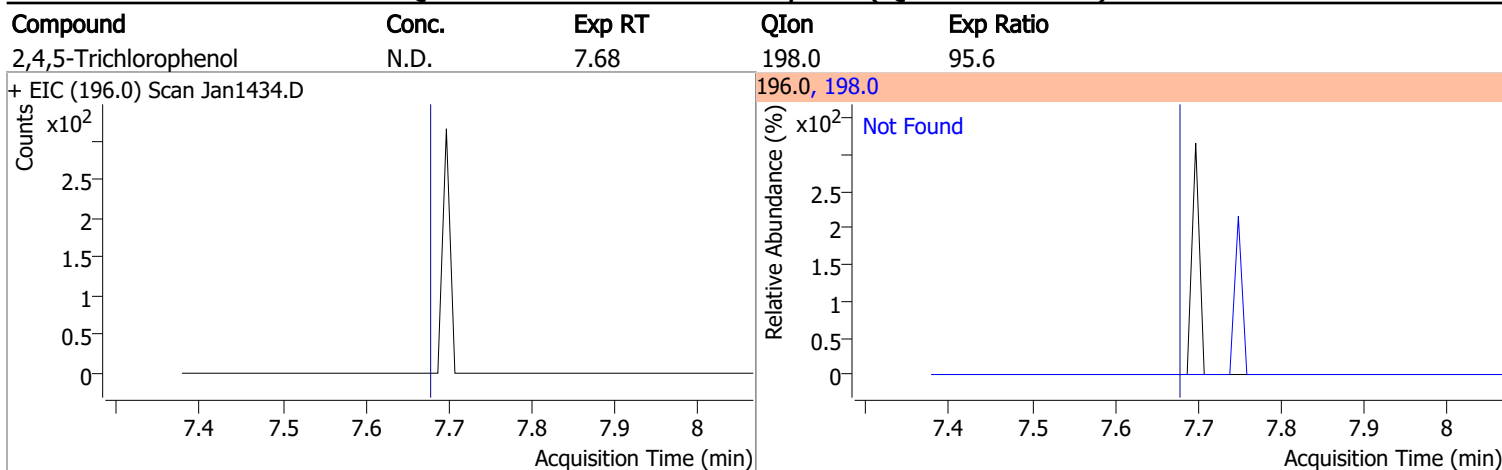 Compound Conc. Exp RT QIon Exp Ratio
2,4,5-Trichlorophenol N.D. 7.68 198.0 95.6
+ EIC (196.0) Scan Jan1434.D
Counts
x10²
2.5
2
1.5
1
0.5
0
7.4 7.5 7.6 7.7 7.8 7.9 8
Acquisition Time (min)
196.0, 198.0
Relative Abundance (%)
x10²
Not Found
2.5
2
1.5
1
0.5
0
7.4 7.5 7.6 7.7 7.8 7.9 8
Acquisition Time (min)